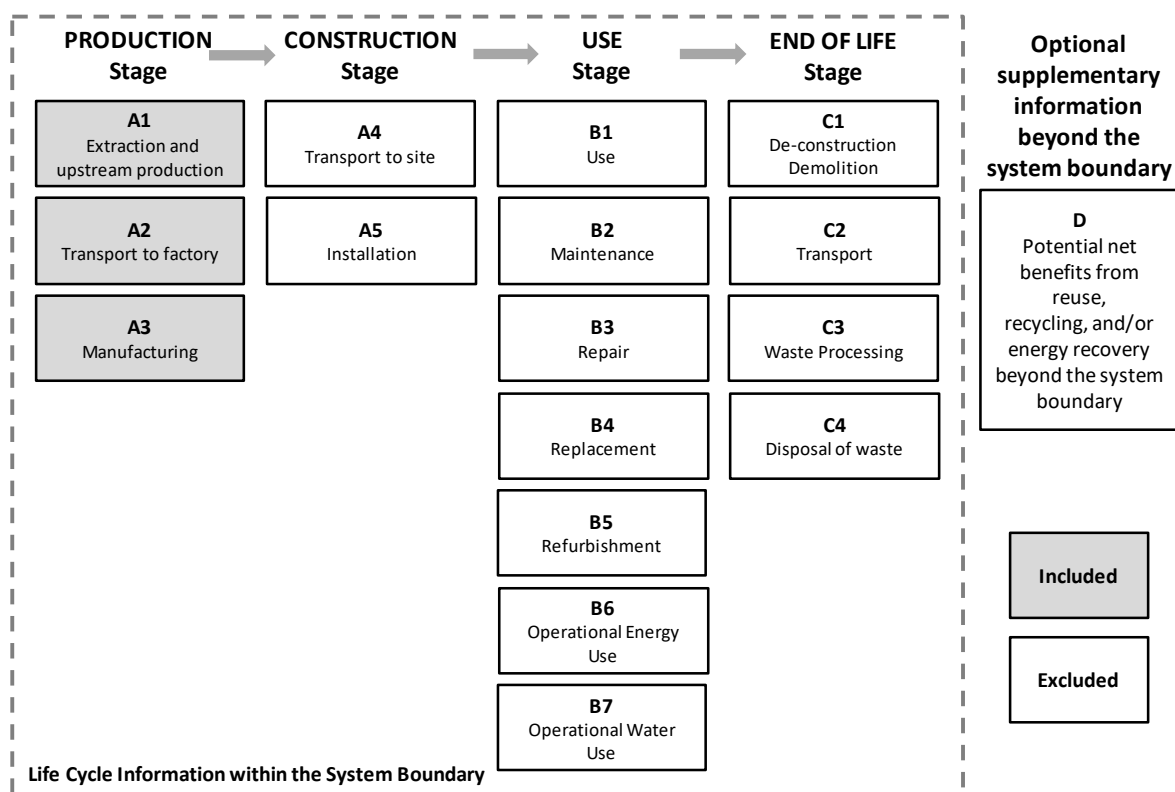 PRODUCTION
Stage
CONSTRUCTION
Stage
USE
Stage
END OF LIFE
Stage
A1
Extraction and
upstream production
A2
Transport to factory
A3
Manufacturing
A4
Transport to site
A5
Installation
B1
Use
B2
Maintenance
B3
Repair
B4
Replacement
B5
Refurbishment
B6
Operational Energy
Use
B7
Operational Water
Use
C1
De-construction
Demolition
C2
Transport
C3
Waste Processing
C4
Disposal of waste
Life Cycle Information within the System Boundary
Optional
supplementary
information
beyond the
system boundary
D
Potential net
benefits from
reuse,
recycling, and/or
energy recovery
beyond the system
boundary
Included
Excluded